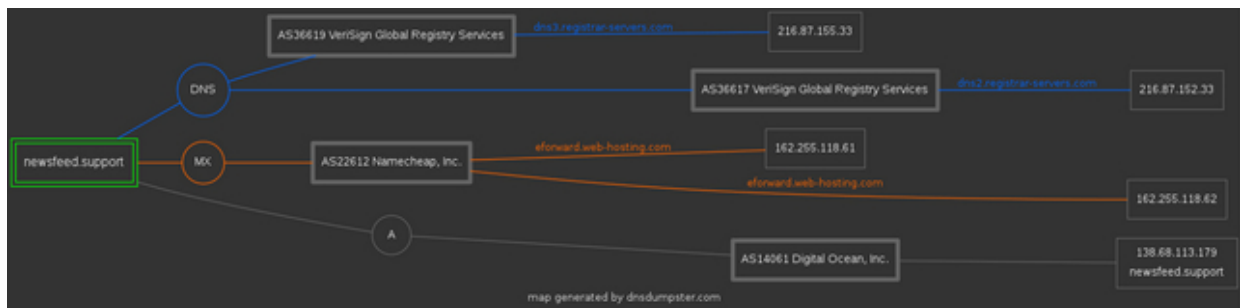 AS36619 VeriSign Global Registry Services
dns3.registrar-servers.com
216.87.155.33
DNS
AS36617 VeriSign Global Registry Services
dns2.registrar-servers.com
216.87.152.33
newsfeed.support
MX
AS22612 Namecheap, Inc.
eforward.web-hosting.com
162.255.118.61
eforward.web-hosting.com
162.255.118.62
A
AS14061 Digital Ocean, Inc.
138.68.113.179
newsfeed.support
map generated by dnsdumpster.com